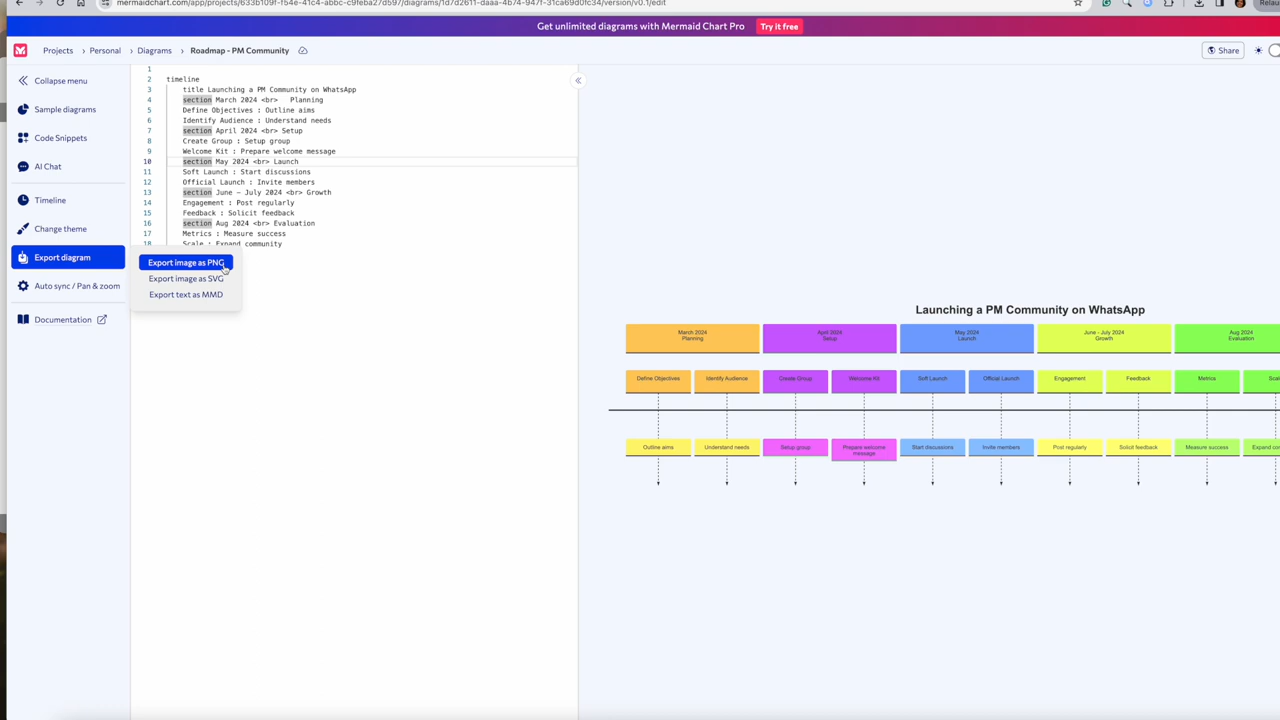 mermaidchart.com/app/projects/633b109f-f54e-41c4-abbc-c9feba27d597/diagrams/1d7d2611-daaa-4b74-947f-31ca69d0fc34/version/v0.1/edit
Get unlimited diagrams with Mermaid Chart Pro Try it free
Projects > Personal > Diagrams > Roadmap - PM Community
Share
Collapse menu
Sample diagrams
Code Snippets
AI Chat
Timeline
Change theme
Export diagram
Auto sync / Pan & zoom
Documentation
1
2 timeline
3 title Launching a PM Community on WhatsApp
4 section March 2024 <br> Planning
5 Define Objectives : Outline aims
6 Identify Audience : Understand needs
7 section April 2024 <br> Setup
8 Create Group : Setup group
9 Welcome Kit : Prepare welcome message
10 section May 2024 <br> Launch
11 Soft Launch : Start discussions
12 Official Launch : Invite members
13 section June - July 2024 <br> Growth
14 Engagement : Post regularly
15 Feedback : Solicit feedback
16 section Aug 2024 <br> Evaluation
17 Metrics : Measure success
18 Scale : Expand community
Export image as PNG
Export image as SVG
Export text as MMD
Launching a PM Community on WhatsApp
March 2024
Planning
April 2024
Setup
May 2024
Launch
June - July 2024
Growth
Aug 2024
Evaluation
Define Objectives
Identify Audience
Create Group
Welcome Kit
Soft Launch
Official Launch
Engagement
Feedback
Metrics
Outline aims
Understand needs
Setup group
Prepare welcome
message
Start discussions
Invite members
Post regularly
Solicit feedback
Measure success